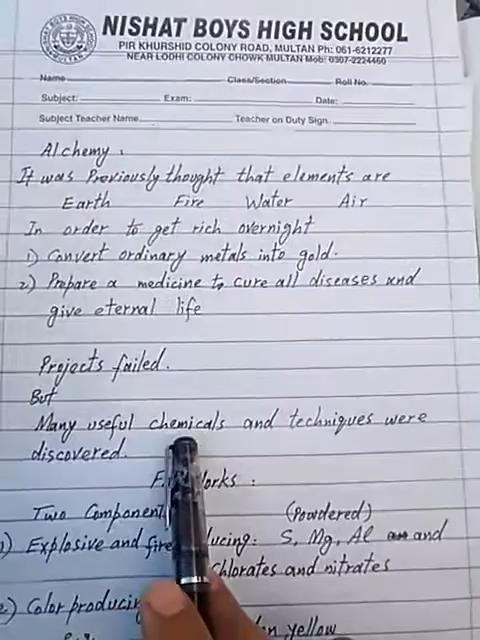 NISHAT BOYS HIGH SCHOOL
PIR KHURSHID COLONY ROAD, MULTAN Ph: 061-6212277
NEAR LODHI COLONY CHOWK MULTAN Mob: 0307-2224460
Name Class/Section Roll No.
Subject: Exam: Date:
Subject Teacher Name Teacher on Duty Sign.
Alchemy.
It was Previously thought that elements are
Earth Fire Water Air
In order to get rich overnight
1) Convert ordinary metals into gold.
2) Prepare a medicine to cure all diseases and
give eternal life
Projects failed.
But
Many useful chemicals and techniques were
discovered.
F works :
Two Component (Powdered)
1) Explosive and fire ducing: S, Mg, Al and
Chlorates and nitrates
2) Color producin yellow